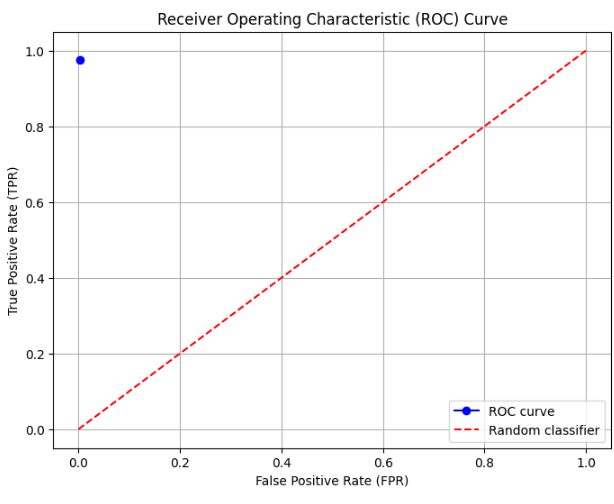 Receiver Operating Characteristic (ROC) Curve
True Positive Rate (TPR)
1.0
0.8
0.6
0.4
0.2
0.0
0.0 0.2 0.4 0.6 0.8 1.0
False Positive Rate (FPR)
ROC curve
Random classifier